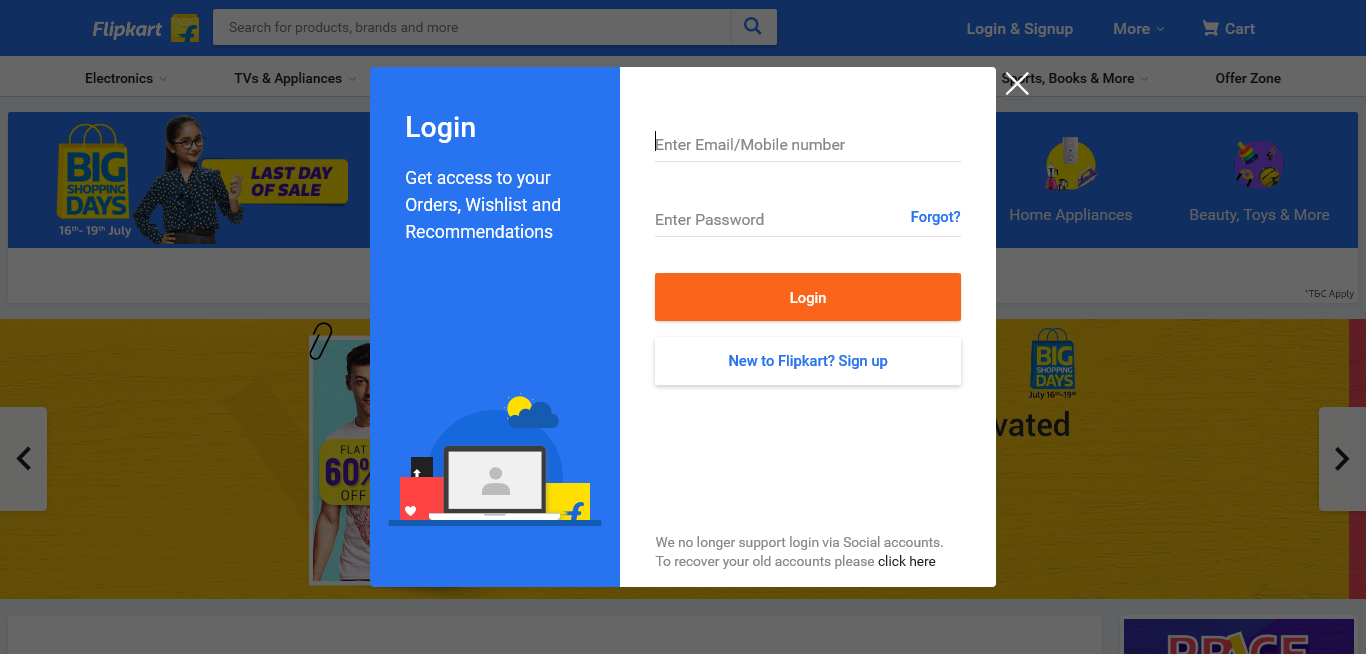 Flipkart
Search for products, brands and more
Login & Signup
More
Cart
Electronics
TVs & Appliances
Sports, Books & More
Offer Zone
BIG
SHOPPING
DAYS
16th- 19th July
LAST DAY
OF SALE
Home Appliances
Beauty, Toys & More
*T&C Apply
Login
Get access to your
Orders, Wishlist and
Recommendations
Enter Email/Mobile number
Enter Password
Forgot?
Login
New to Flipkart? Sign up
We no longer support login via Social accounts.
To recover your old accounts please click here
FLAT
60%
OFF
BIG
SHOPPING
DAYS
July 16th-19th